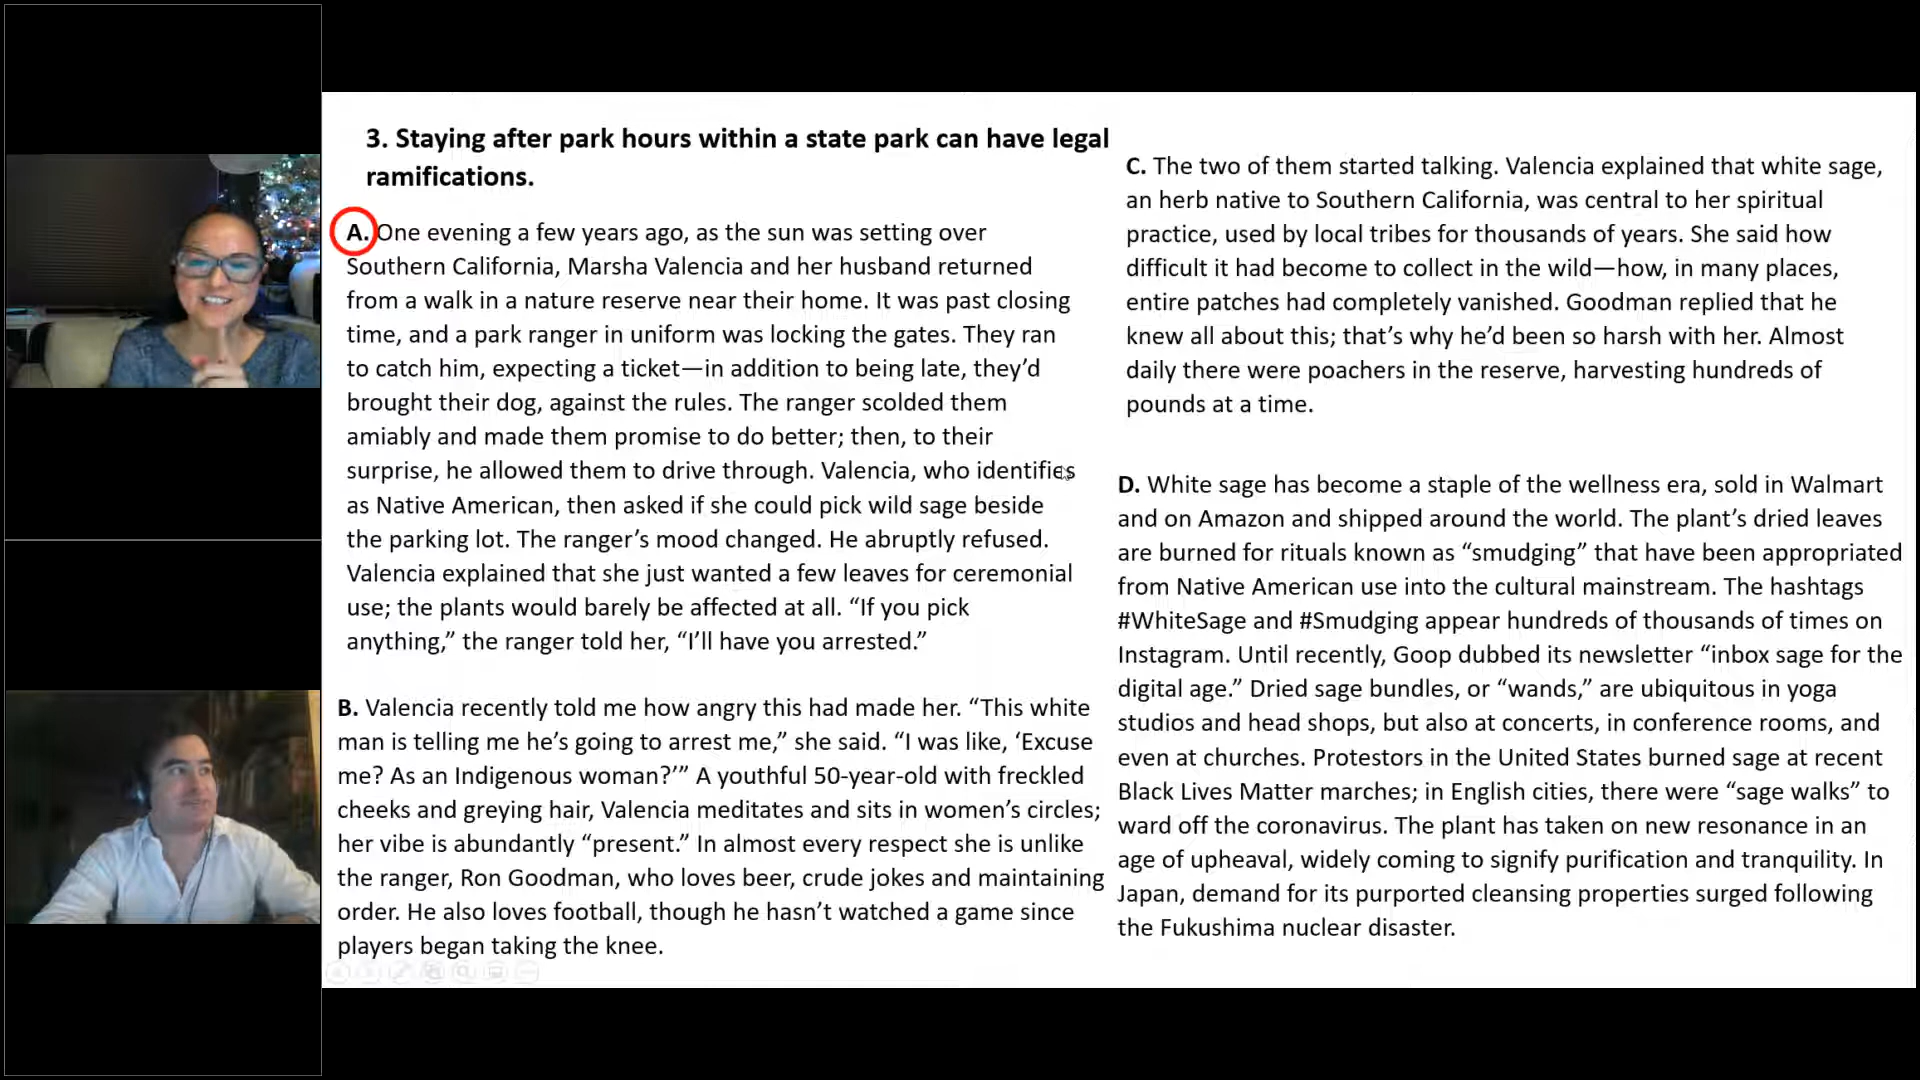 3. Staying after park hours within a state park can have legal
ramifications.
A. One evening a few years ago, as the sun was setting over
Southern California, Marsha Valencia and her husband returned
from a walk in a nature reserve near their home. It was past closing
time, and a park ranger in uniform was locking the gates. They ran
to catch him, expecting a ticket—in addition to being late, they’d
brought their dog, against the rules. The ranger scolded them
amiably and made them promise to do better; then, to their
surprise, he allowed them to drive through. Valencia, who identifies
as Native American, then asked if she could pick wild sage beside
the parking lot. The ranger’s mood changed. He abruptly refused.
Valencia explained that she just wanted a few leaves for ceremonial
use; the plants would barely be affected at all. “If you pick
anything,” the ranger told her, “I’ll have you arrested.”
B. Valencia recently told me how angry this had made her. “This white
man is telling me he’s going to arrest me,” she said. “I was like, ‘Excuse
me? As an Indigenous woman?’” A youthful 50-year-old with freckled
cheeks and greying hair, Valencia meditates and sits in women’s circles;
her vibe is abundantly “present.” In almost every respect she is unlike
the ranger, Ron Goodman, who loves beer, crude jokes and maintaining
order. He also loves football, though he hasn’t watched a game since
players began taking the knee.
C. The two of them started talking. Valencia explained that white sage,
an herb native to Southern California, was central to her spiritual
practice, used by local tribes for thousands of years. She said how
difficult it had become to collect in the wild—how, in many places,
entire patches had completely vanished. Goodman replied that he
knew all about this; that’s why he’d been so harsh with her. Almost
daily there were poachers in the reserve, harvesting hundreds of
pounds at a time.
D. White sage has become a staple of the wellness era, sold in Walmart
and on Amazon and shipped around the world. The plant’s dried leaves
are burned for rituals known as “smudging” that have been appropriated
from Native American use into the cultural mainstream. The hashtags
#WhiteSage and #Smudging appear hundreds of thousands of times on
Instagram. Until recently, Goop dubbed its newsletter “inbox sage for the
digital age.” Dried sage bundles, or “wands,” are ubiquitous in yoga
studios and head shops, but also at concerts, in conference rooms, and
even at churches. Protestors in the United States burned sage at recent
Black Lives Matter marches; in English cities, there were “sage walks” to
ward off the coronavirus. The plant has taken on new resonance in an
age of upheaval, widely coming to signify purification and tranquility. In
Japan, demand for its purported cleansing properties surged following
the Fukushima nuclear disaster.